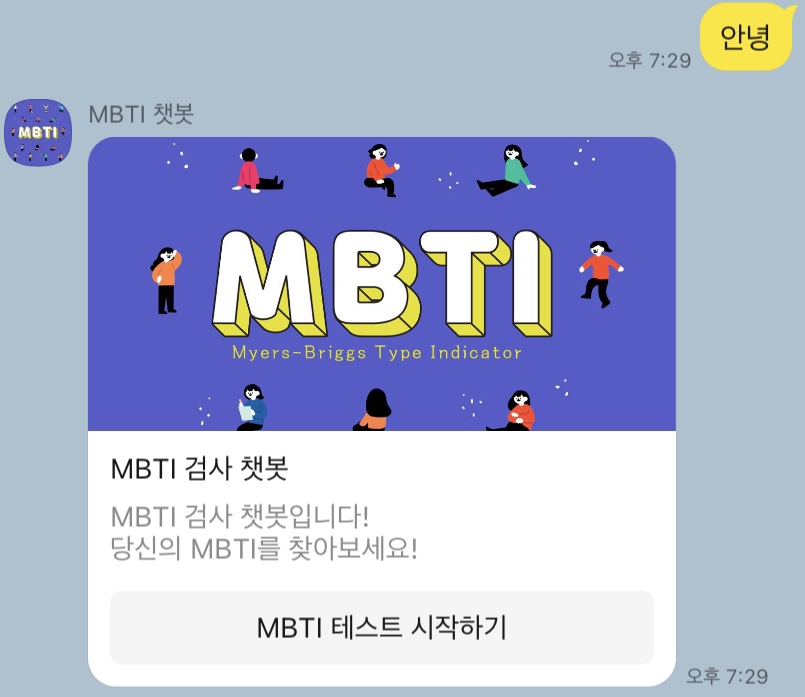 안녕
오후 7:29
MBTI 챗봇
MBTI
MBTI
Myers-Briggs Type Indicator
MBTI 검사 챗봇
MBTI 검사 챗봇입니다!
당신의 MBTI를 찾아보세요!
MBTI 테스트 시작하기
오후 7:29